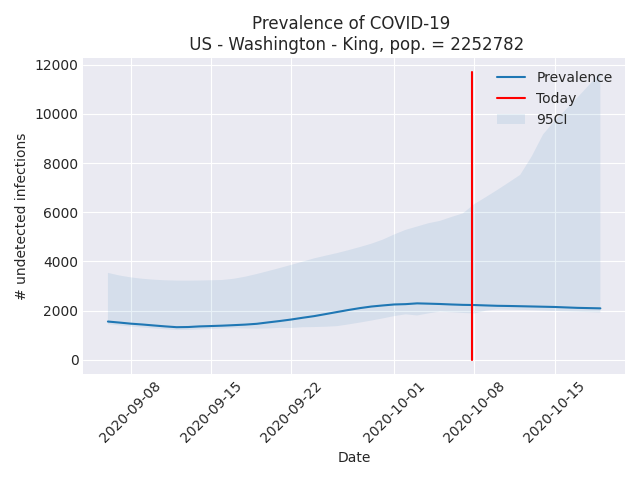 Prevalence of COVID-19
US - Washington - King, pop. = 2252782
# undetected infections
12000
10000
8000
6000
4000
2000
0
Prevalence
Today
95CI
2020-09-08
2020-09-15
2020-09-22
2020-10-01
2020-10-08
2020-10-15
Date